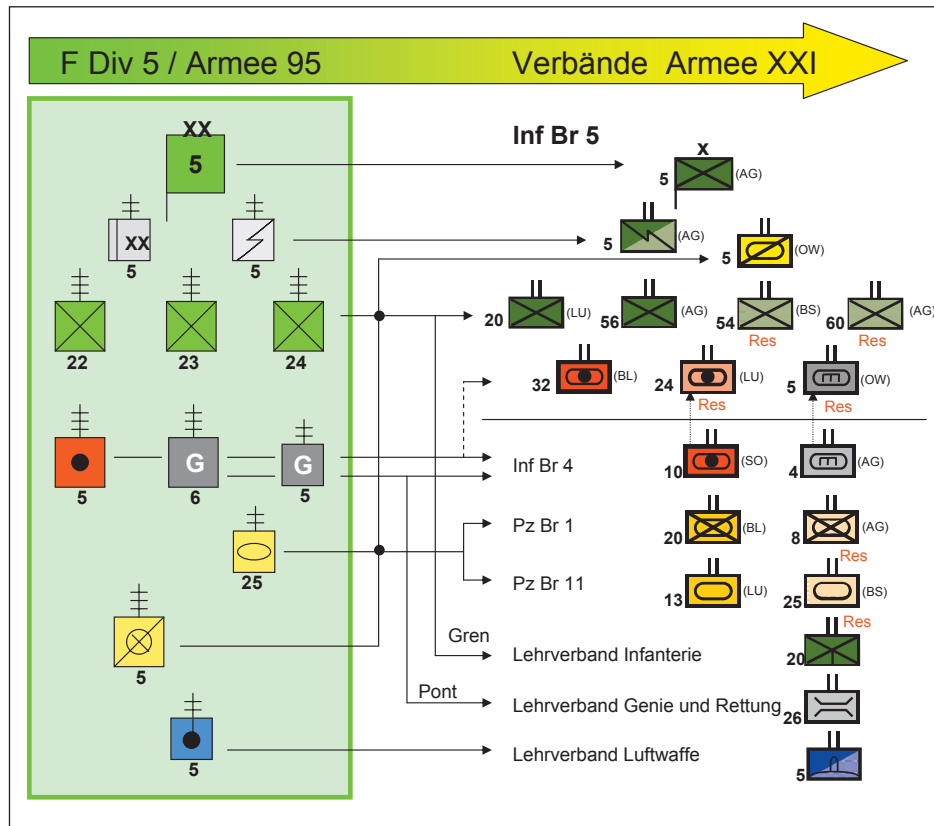 F Div 5 / Armee 95 Verbände Armee XXI
Inf Br 5
XX
5
X
5 (AG)
XX
5
5
5 (AG)
5 (OW)
22
23
24
20 (LU)
56 (AG)
54 (BS)
Res
60 (AG)
Res
32 (BL)
24 (LU)
Res
5 (OW)
Res
5
G
6
G
5
Inf Br 4
10 (SO)
4 (AG)
25
Pz Br 1
20 (BL)
8 (AG)
Res
Pz Br 11
13 (LU)
25 (BS)
Res
5
Gren
Lehrverband Infanterie
20
Pont
Lehrverband Genie und Rettung
26
5
Lehrverband Luftwaffe
5